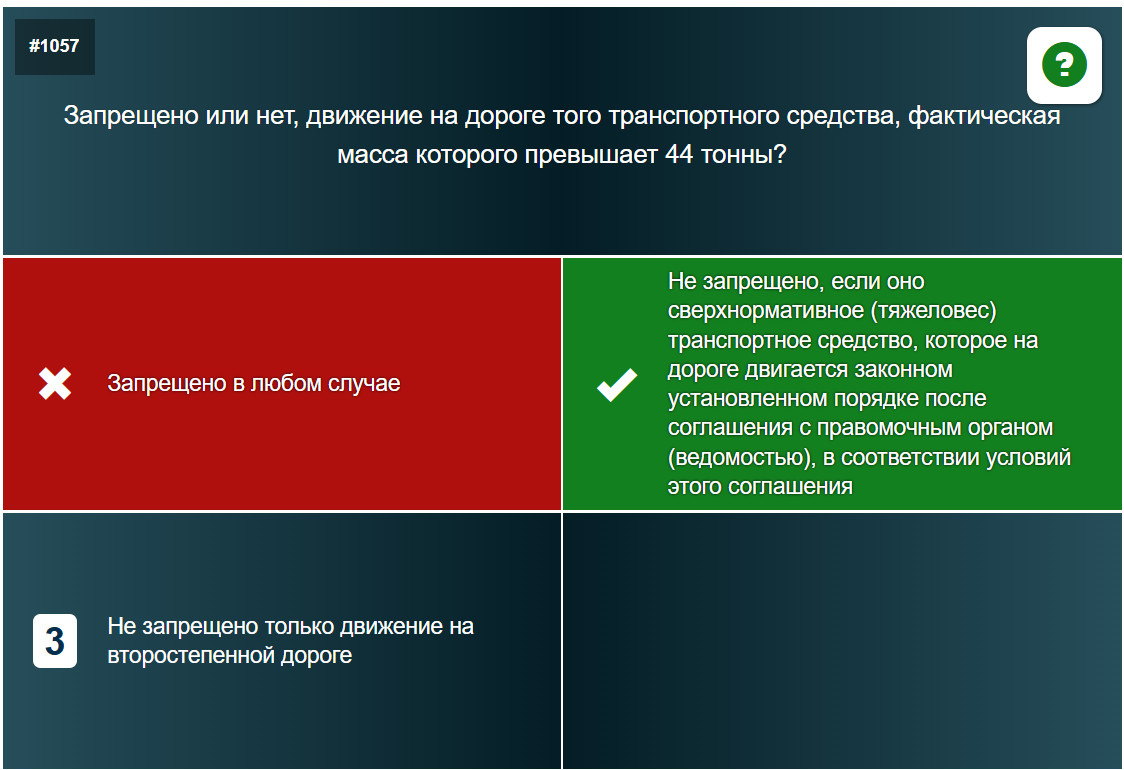 #1057
?
Запрещено или нет, движение на дороге того транспортного средства, фактическая
масса которого превышает 44 тонны?
Запрещено в любом случае
Не запрещено, если оно
сверхнормативное (тяжеловес)
транспортное средство, которое на
дороге двигается законном
установленном порядке после
соглашения с правомочным органом
(ведомостью), в соответствии условий
этого соглашения
3
Не запрещено только движение на
второстепенной дороге